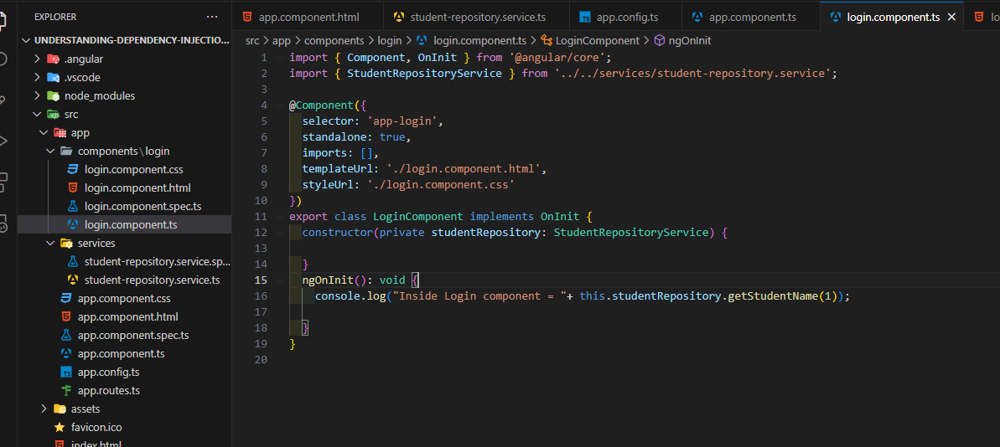 EXPLORER
···
UNDERSTANDING-DEPENDENCY-INJECTIO...
.angular
.vscode
node_modules
src
app
components\login
login.component.css
login.component.html
login.component.spec.ts
login.component.ts
services
student-repository.service.sp...
student-repository.service.ts
app.component.css
app.component.html
app.component.spec.ts
app.component.ts
app.config.ts
app.routes.ts
assets
favicon.ico
index.html
app.component.html student-repository.service.ts app.config.ts app.component.ts login.component.ts × lo
src > app > components > login > login.component.ts > LoginComponent > ngOnInit
1 import { Component, OnInit } from '@angular/core';
2 import { StudentRepositoryService } from '../../services/student-repository.service';
3
4 @Component({
5 selector: 'app-login',
6 standalone: true,
7 imports: [],
8 templateUrl: './login.component.html',
9 styleUrl: './login.component.css'
10 })
11 export class LoginComponent implements OnInit {
12 constructor(private studentRepository: StudentRepositoryService) {
13
14 }
15 ngOnInit(): void {
16 console.log("Inside Login component = "+ this.studentRepository.getStudentName(1));
17
18 }
19 }
20